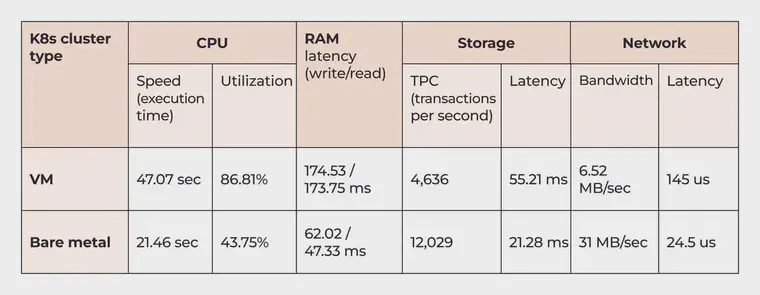 K8s cluster type
CPU
RAM latency (write/read)
Storage
Network
Speed (execution time)
Utilization
TPC (transactions per second)
Latency
Bandwidth
Latency
VM
47.07 sec
86.81%
174.53 / 173.75 ms
4,636
55.21 ms
6.52 MB/sec
145 us
Bare metal
21.46 sec
43.75%
62.02 / 47.33 ms
12,029
21.28 ms
31 MB/sec
24.5 us